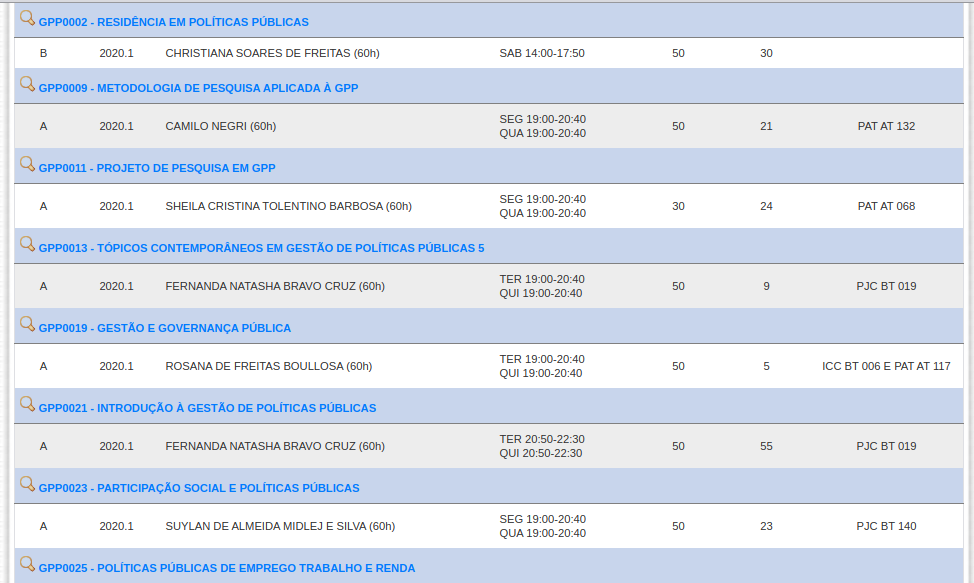 GPP0002 - RESIDÊNCIA EM POLÍTICAS PÚBLICAS
B 2020.1 CHRISTIANA SOARES DE FREITAS (60h) SAB 14:00-17:50 50 30
GPP0009 - METODOLOGIA DE PESQUISA APLICADA À GPP
A 2020.1 CAMILO NEGRI (60h) SEG 19:00-20:40 50 21 PAT AT 132
QUA 19:00-20:40
GPP0011 - PROJETO DE PESQUISA EM GPP
A 2020.1 SHEILA CRISTINA TOLENTINO BARBOSA (60h) SEG 19:00-20:40 30 24 PAT AT 068
QUA 19:00-20:40
GPP0013 - TÓPICOS CONTEMPORÂNEOS EM GESTÃO DE POLÍTICAS PÚBLICAS 5
A 2020.1 FERNANDA NATASHA BRAVO CRUZ (60h) TER 19:00-20:40 50 9 PJC BT 019
QUI 19:00-20:40
GPP0019 - GESTÃO E GOVERNANÇA PÚBLICA
A 2020.1 ROSANA DE FREITAS BOULLOSA (60h) TER 19:00-20:40 50 5 ICC BT 006 E PAT AT 117
QUI 19:00-20:40
GPP0021 - INTRODUÇÃO À GESTÃO DE POLÍTICAS PÚBLICAS
A 2020.1 FERNANDA NATASHA BRAVO CRUZ (60h) TER 20:50-22:30 50 55 PJC BT 019
QUI 20:50-22:30
GPP0023 - PARTICIPAÇÃO SOCIAL E POLÍTICAS PÚBLICAS
A 2020.1 SUYLAN DE ALMEIDA MIDLEJ E SILVA (60h) SEG 19:00-20:40 50 23 PJC BT 140
QUA 19:00-20:40
GPP0025 - POLÍTICAS PÚBLICAS DE EMPREGO TRABALHO E RENDA